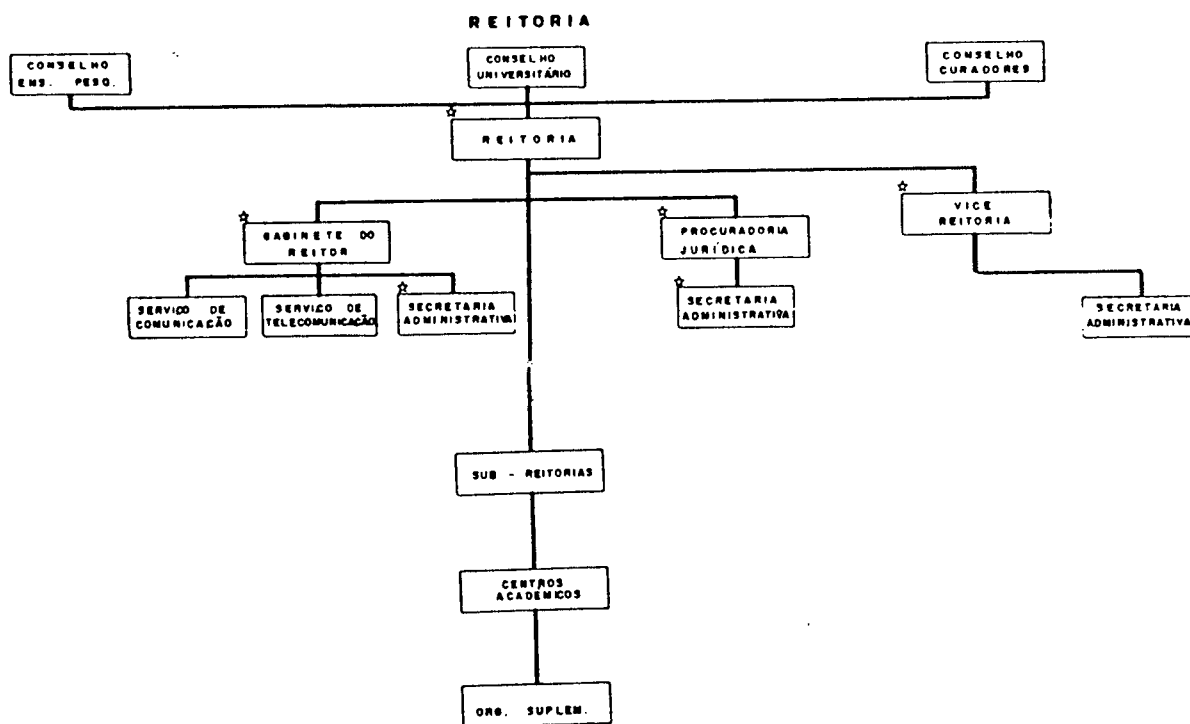 REITORIA
CONSELHO
ENS. PESQ.
CONSELHO
UNIVERSITÁRIO
CONSELHO
CURADORES
REITORIA
GABINETE DO
REITOR
PROCURADORIA
JURÍDICA
VICE
REITORIA
SERVIÇO DE
COMUNICAÇÃO
SERVIÇO DE
TELECOMUNICAÇÃO
SECRETARIA
ADMINISTRATIVA
SECRETARIA
ADMINISTRATIVA
SECRETARIA
ADMINISTRATIVA
SUB - REITORIAS
CENTROS
ACADEMICOS
ORG. SUPLEM.